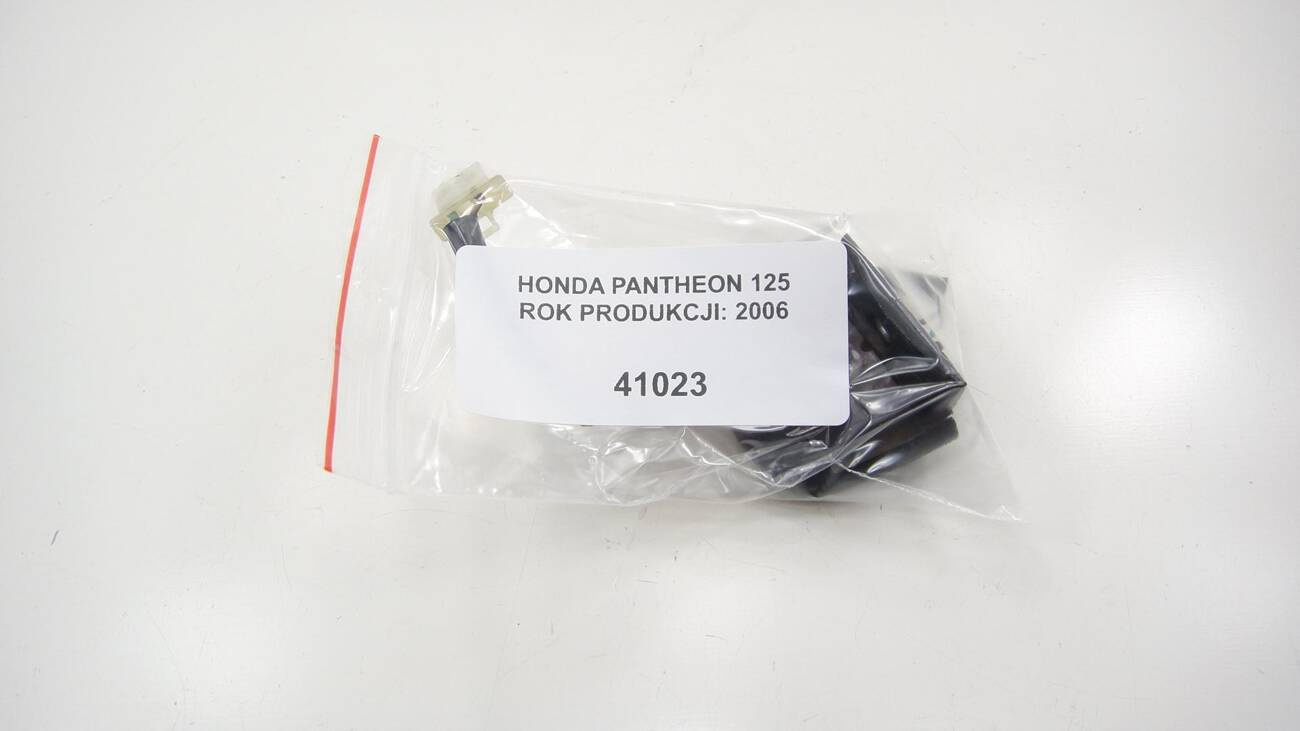 HONDA PANTHEON 125
ROK PRODUKCJI: 2006
41023